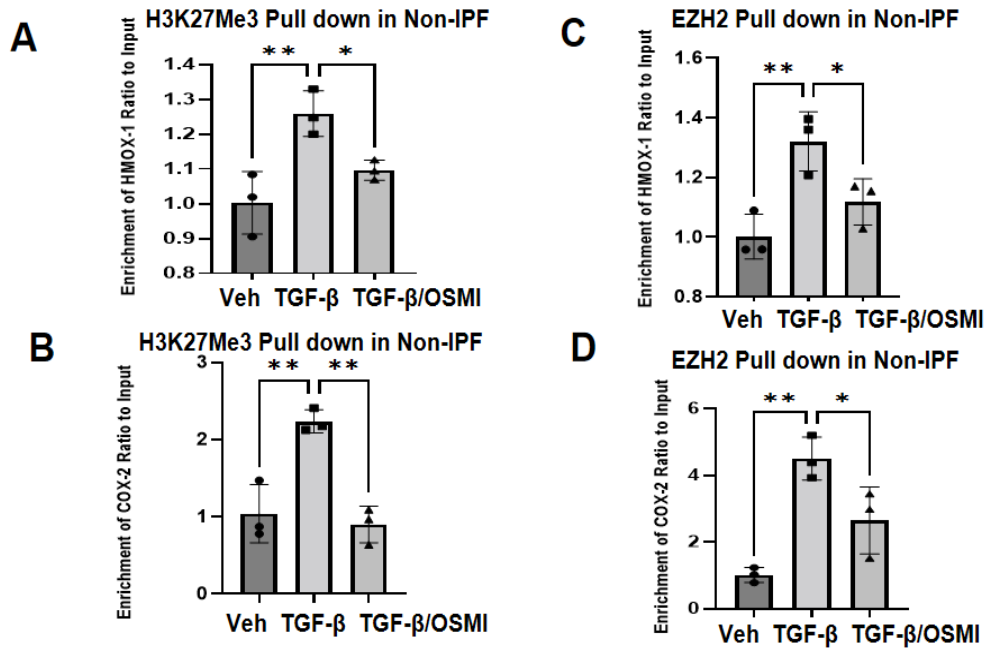 A
H3K27Me3 Pull down in Non-IPF
Enrichment of HMOX-1 Ratio to Input
1.4
1.3
1.2
1.1
1.0
0.9
0.8
** *
Veh TGF-β TGF-β/OSMI
B
H3K27Me3 Pull down in Non-IPF
Enrichment of COX-2 Ratio to Input
3
2
1
0
** **
Veh TGF-β TGF-β/OSMI
C
EZH2 Pull down in Non-IPF
Enrichment of HMOX-1 Ratio to Input
1.6
1.4
1.2
1.0
0.8
** *
Veh TGF-β TGF-β/OSMI
D
EZH2 Pull down in Non-IPF
Enrichment of COX-2 Ratio to Input
6
4
2
0
** *
Veh TGF-β TGF-β/OSMI